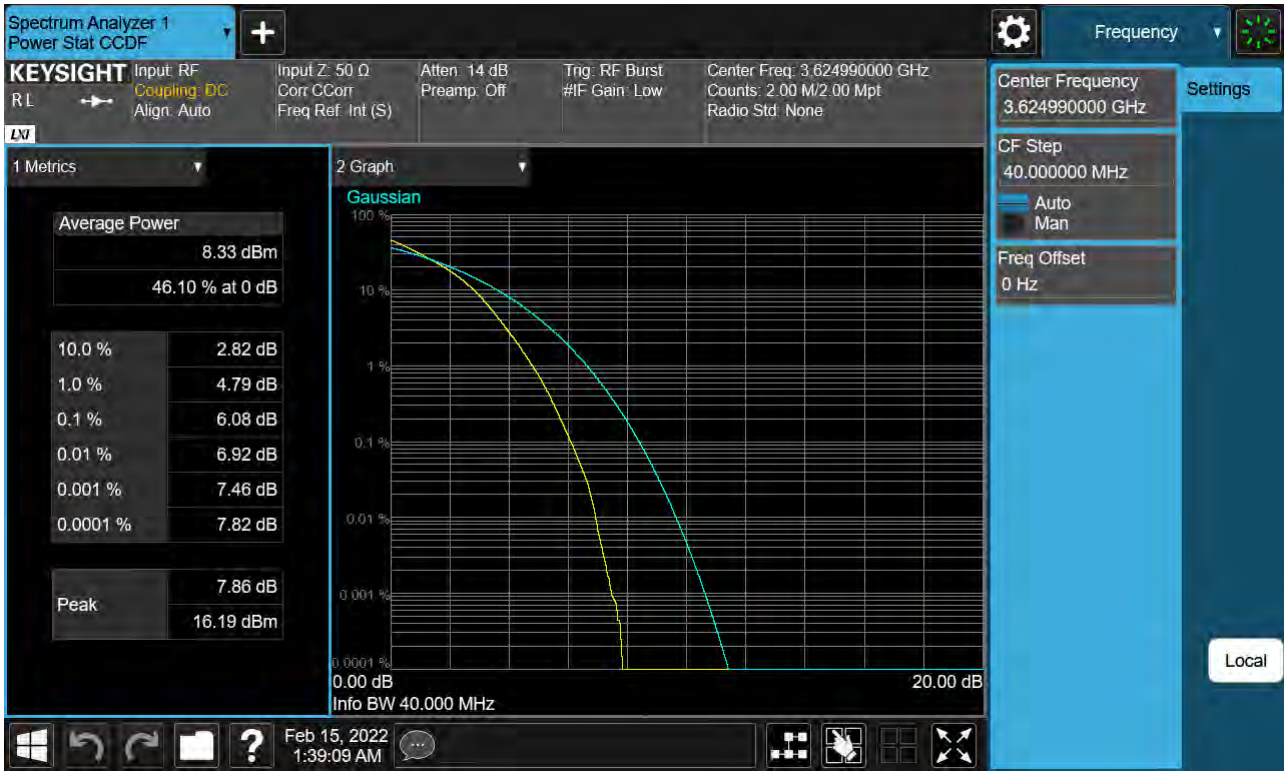 Spectrum Analyzer 1
Power Stat CCDF
+
Frequency
KEYSIGHT
RL
LXI
Input: RF
Coupling: DC
Align: Auto
Input Z: 50 Ω
Corr CCorr
Freq Ref: Int (S)
Atten: 14 dB
Preamp: Off
Trig: RF Burst
#IF Gain: Low
Center Freq: 3.624990000 GHz
Counts: 2.00 M/2.00 Mpt
Radio Std: None
Center Frequency
3.624990000 GHz
Settings
CF Step
40.000000 MHz
Auto
Man
Freq Offset
0 Hz
Local
1 Metrics
Average Power
8.33 dBm
46.10 % at 0 dB
10.0 % 2.82 dB
1.0 % 4.79 dB
0.1 % 6.08 dB
0.01 % 6.92 dB
0.001 % 7.46 dB
0.0001 % 7.82 dB
Peak
7.86 dB
16.19 dBm
2 Graph
Gaussian
100 %
10 %
1 %
0.1 %
0.01 %
0.001 %
0.0001 %
0.00 dB 20.00 dB
Info BW 40.000 MHz
?
Feb 15, 2022
1:39:09 AM